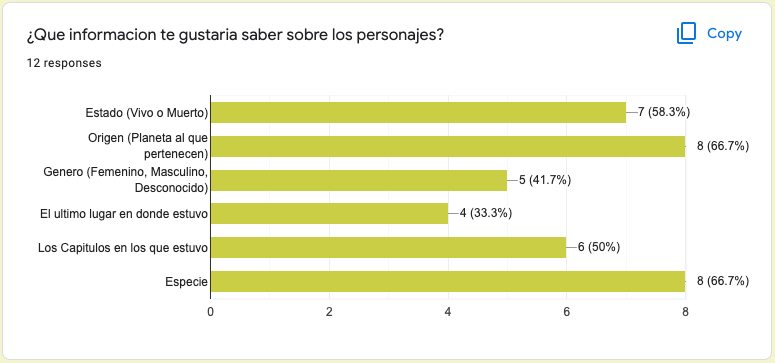 ¿Que informacion te gustaria saber sobre los personajes?
Copy
12 responses
Estado (Vivo o Muerto)
7 (58.3%)
Origen (Planeta al que
pertenecen)
8 (66.7%)
Genero (Femenino, Masculino,
Desconocido)
5 (41.7%)
El ultimo lugar en donde estuvo
4 (33.3%)
Los Capitulos en los que estuvo
6 (50%)
Especie
8 (66.7%)
0
2
4
6
8